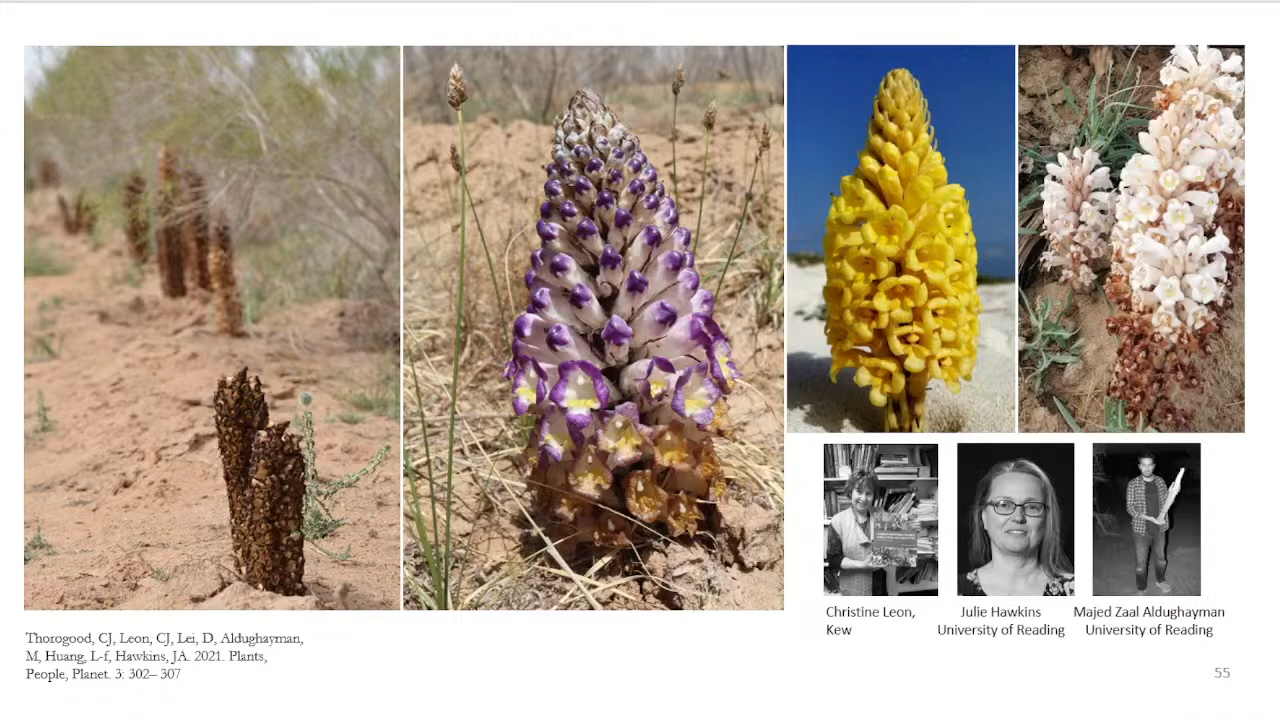 Christine Leon,
Kew
Julie Hawkins
University of Reading
Majed Zaal Aldughayman
University of Reading
Thorogood, CJ, Leon, CJ, Lei, D, Aldughayman,
M, Huang, L-f, Hawkins, JA. 2021. Plants,
People, Planet. 3: 302– 307
55